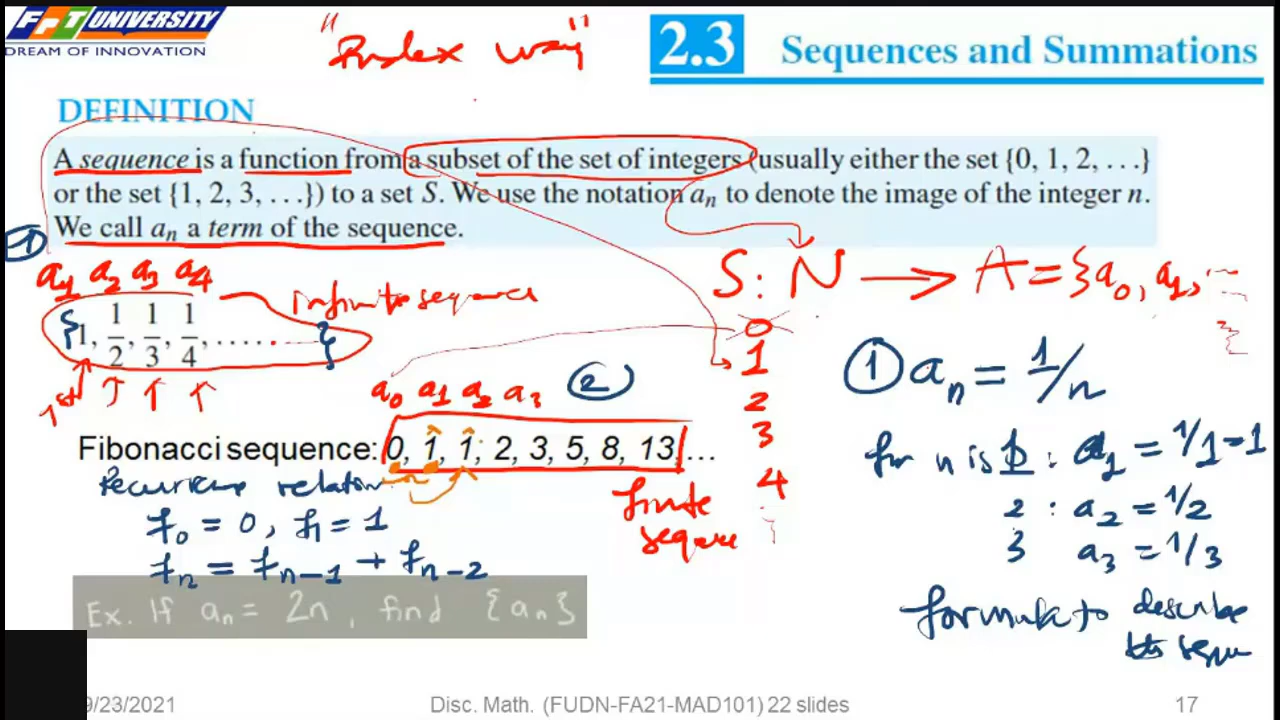 FPT UNIVERSITY
DREAM OF INNOVATION
"Index way"
2.3 Sequences and Summations
DEFINITION
A sequence is a function from a subset of the set of integers (usually either the set {0, 1, 2, …}
or the set {1, 2, 3, …}) to a set S. We use the notation aₙ to denote the image of the integer n.
We call aₙ a term of the sequence.
1
a₁ a₂ a₃ a₄
{1, 1/2, 1/3, 1/4, ...... }
infinite sequence
1st
S: N → A = {a₀, a₁, ...
}
0
1
2
3
4
2
a₀ a₁ a₂ a₃
Fibonacci sequence: 0, 1, 1, 2, 3, 5, 8, 13, …
finite
recurrence relation
f₀ = 0, f₁ = 1
fₙ = fₙ₋₁ + fₙ₋₂
Ex. If aₙ = 2n, find {aₙ}
1 aₙ = 1/n
for n is 1 : a₁ = 1/1 = 1
2 : a₂ = 1/2
3 a₃ = 1/3
formula to describe
9/23/2021
Disc. Math. (FUDN-FA21-MAD101) 22 slides
17